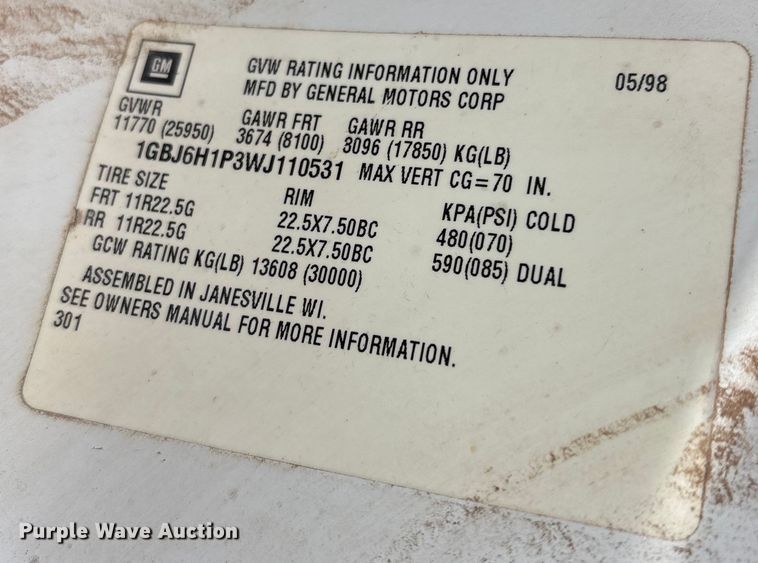 GM
GVW RATING INFORMATION ONLY 05/98
MFD BY GENERAL MOTORS CORP
GVWR GAWR FRT GAWR RR
11770 (25950) 3674 (8100) 3096 (17850) KG(LB)
1GBJ6H1P3WJ110531 MAX VERT CG=70 IN.
TIRE SIZE RIM KPA(PSI) COLD
FRT 11R22.5G 22.5X7.50BC 480(070)
RR 11R22.5G 22.5X7.50BC 590(085) DUAL
GCW RATING KG(LB) 13608 (30000)
ASSEMBLED IN JANESVILLE WI.
SEE OWNERS MANUAL FOR MORE INFORMATION.
301
Purple Wave Auction